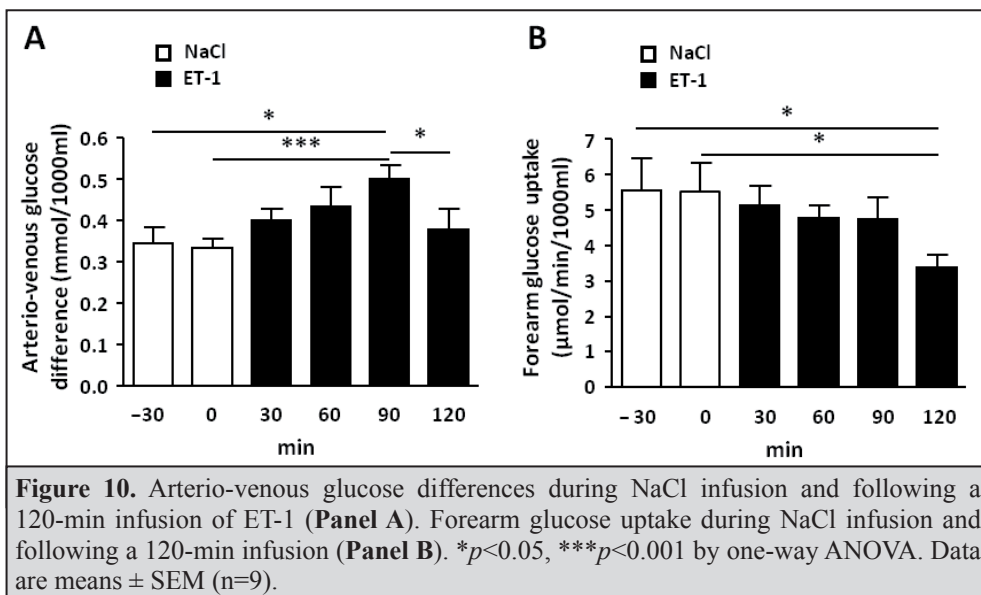 A
NaCl
ET-1
*
***
*
Arterio-venous glucose
difference (mmol/1000ml)
0.6
0.5
0.4
0.3
0.2
0.1
0.0
−30 0 30 60 90 120
min
B
NaCl
ET-1
*
*
Forearm glucose uptake
(µmol/min/1000ml)
7
6
5
4
3
2
1
0
−30 0 30 60 90 120
min
Figure 10. Arterio-venous glucose differences during NaCl infusion and following a
120-min infusion of ET-1 (Panel A). Forearm glucose uptake during NaCl infusion and
following a 120-min infusion (Panel B). *p<0.05, ***p<0.001 by one-way ANOVA. Data
are means ± SEM (n=9).